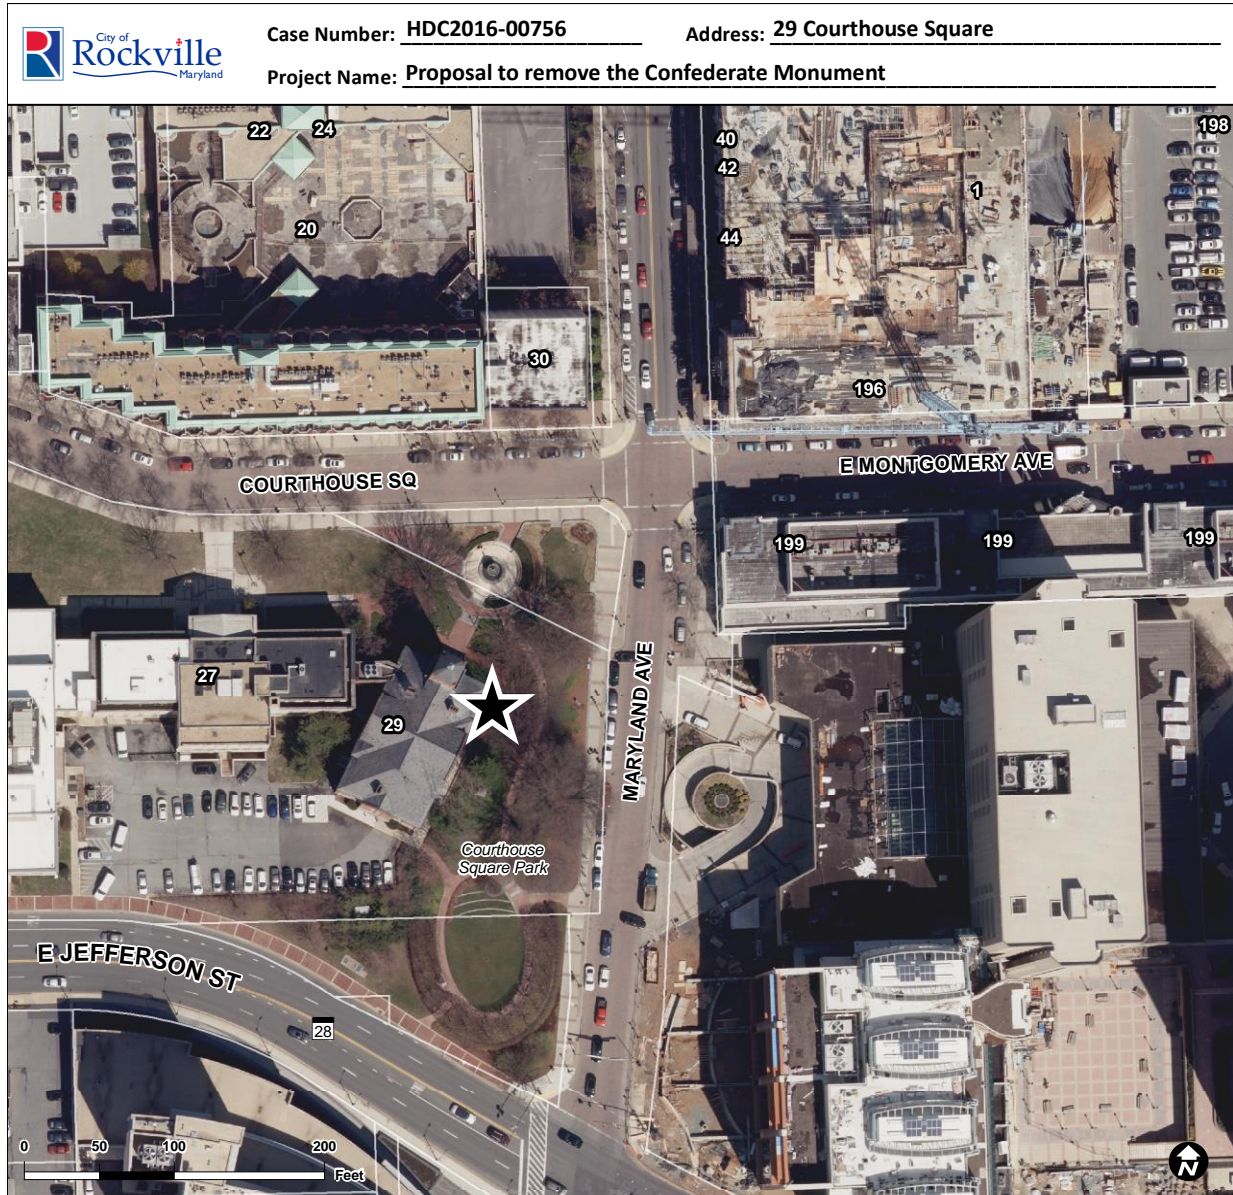 City of
Rockville
Maryland
Case Number: HDC2016-00756
Address: 29 Courthouse Square
Project Name: Proposal to remove the Confederate Monument
22
24
40
198
42
1
20
44
30
196
E MONTGOMERY AVE
COURTHOUSE SQ
199
199
199
27
29
MARYLAND AVE
Courthouse
Square Park
E JEFFERSON ST
28
0 50 100 200
Feet
N